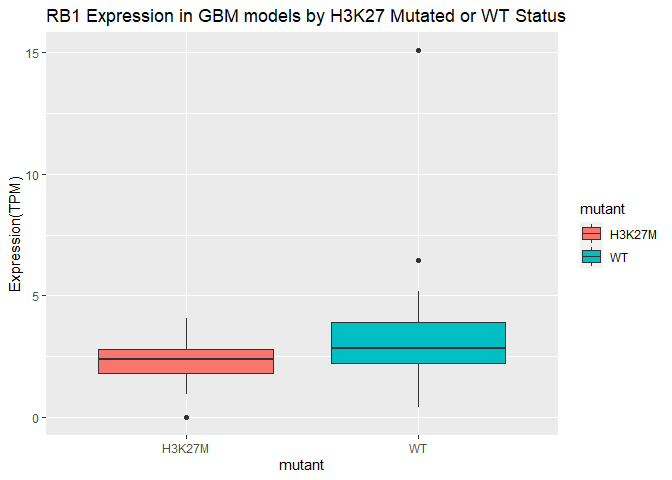 RB1 Expression in GBM models by H3K27 Mutated or WT Status
15
10
5
0
Expression(TPM)
H3K27M
WT
mutant
mutant
H3K27M
WT